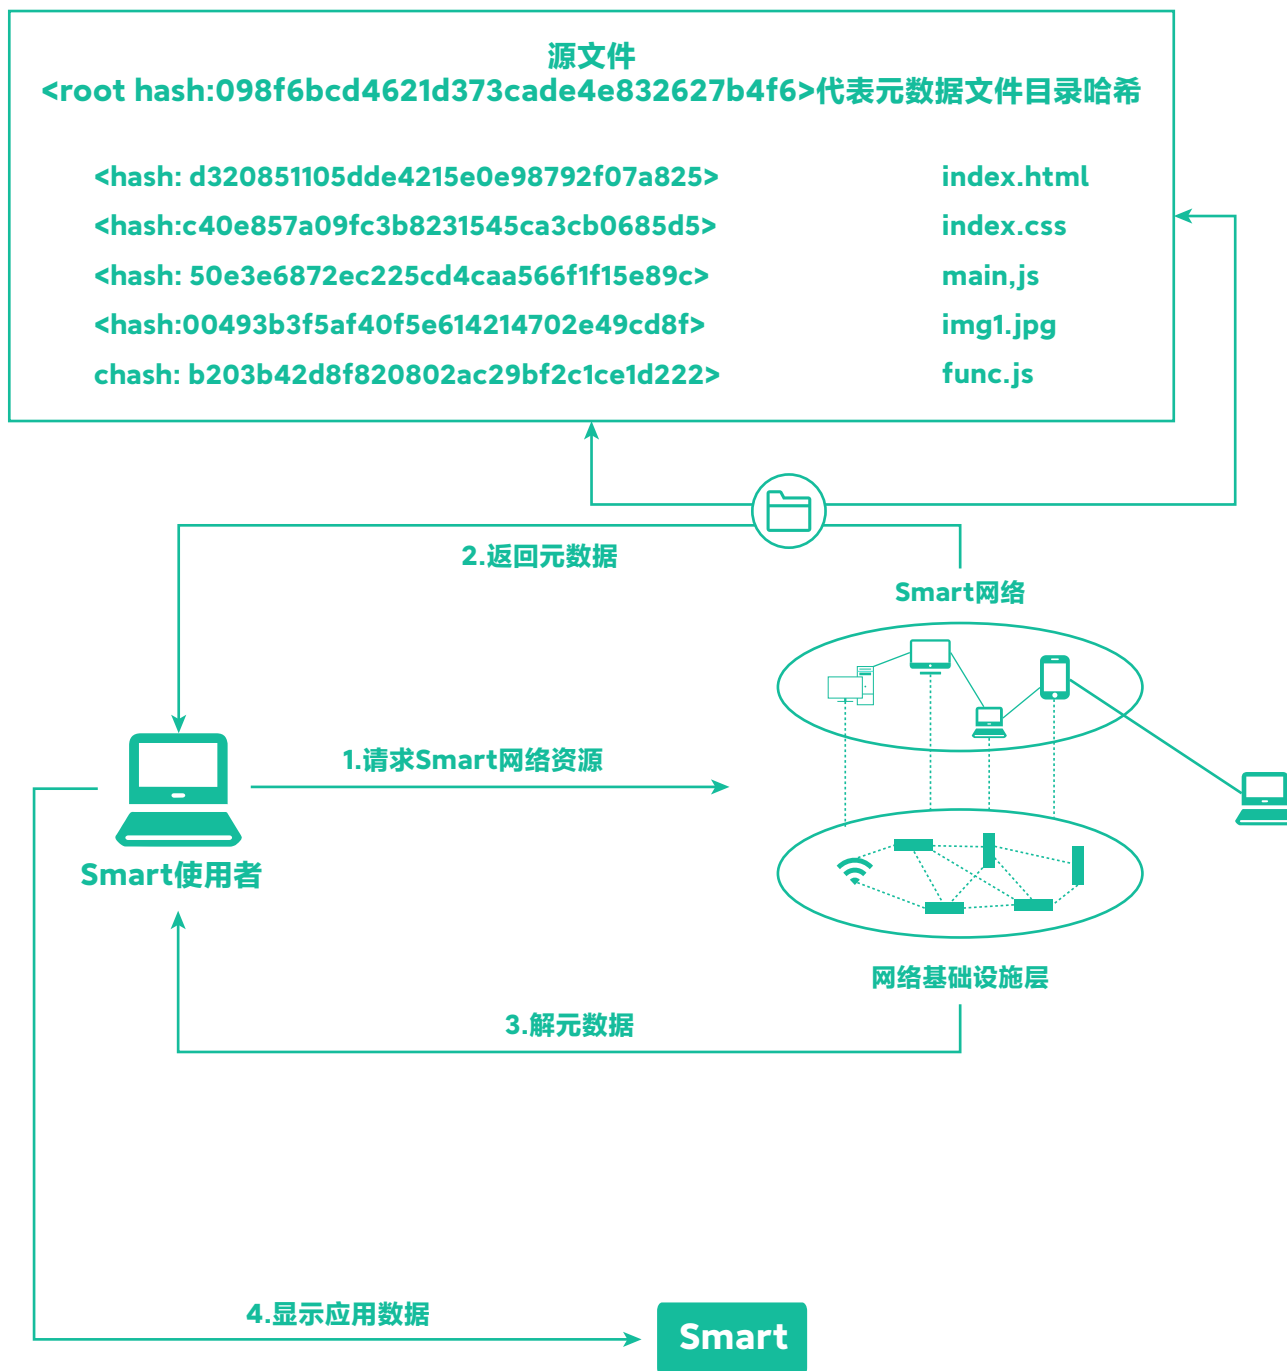 源文件
<root hash:098f6bcd4621d373cade4e832627b4f6>代表元数据文件目录哈希
<hash: d320851105dde4215e0e98792f07a825> index.html
<hash:c40e857a09fc3b8231545ca3cb0685d5> index.css
<hash: 50e3e6872ec225cd4caa566f1f15e89c> main,js
<hash:00493b3f5af40f5e614214702e49cd8f> img1.jpg
chash: b203b42d8f820802ac29bf2c1ce1d222> func.js
2.返回元数据
Smart网络
1.请求Smart网络资源
Smart使用者
网络基础设施层
3.解元数据
4.显示应用数据
Smart